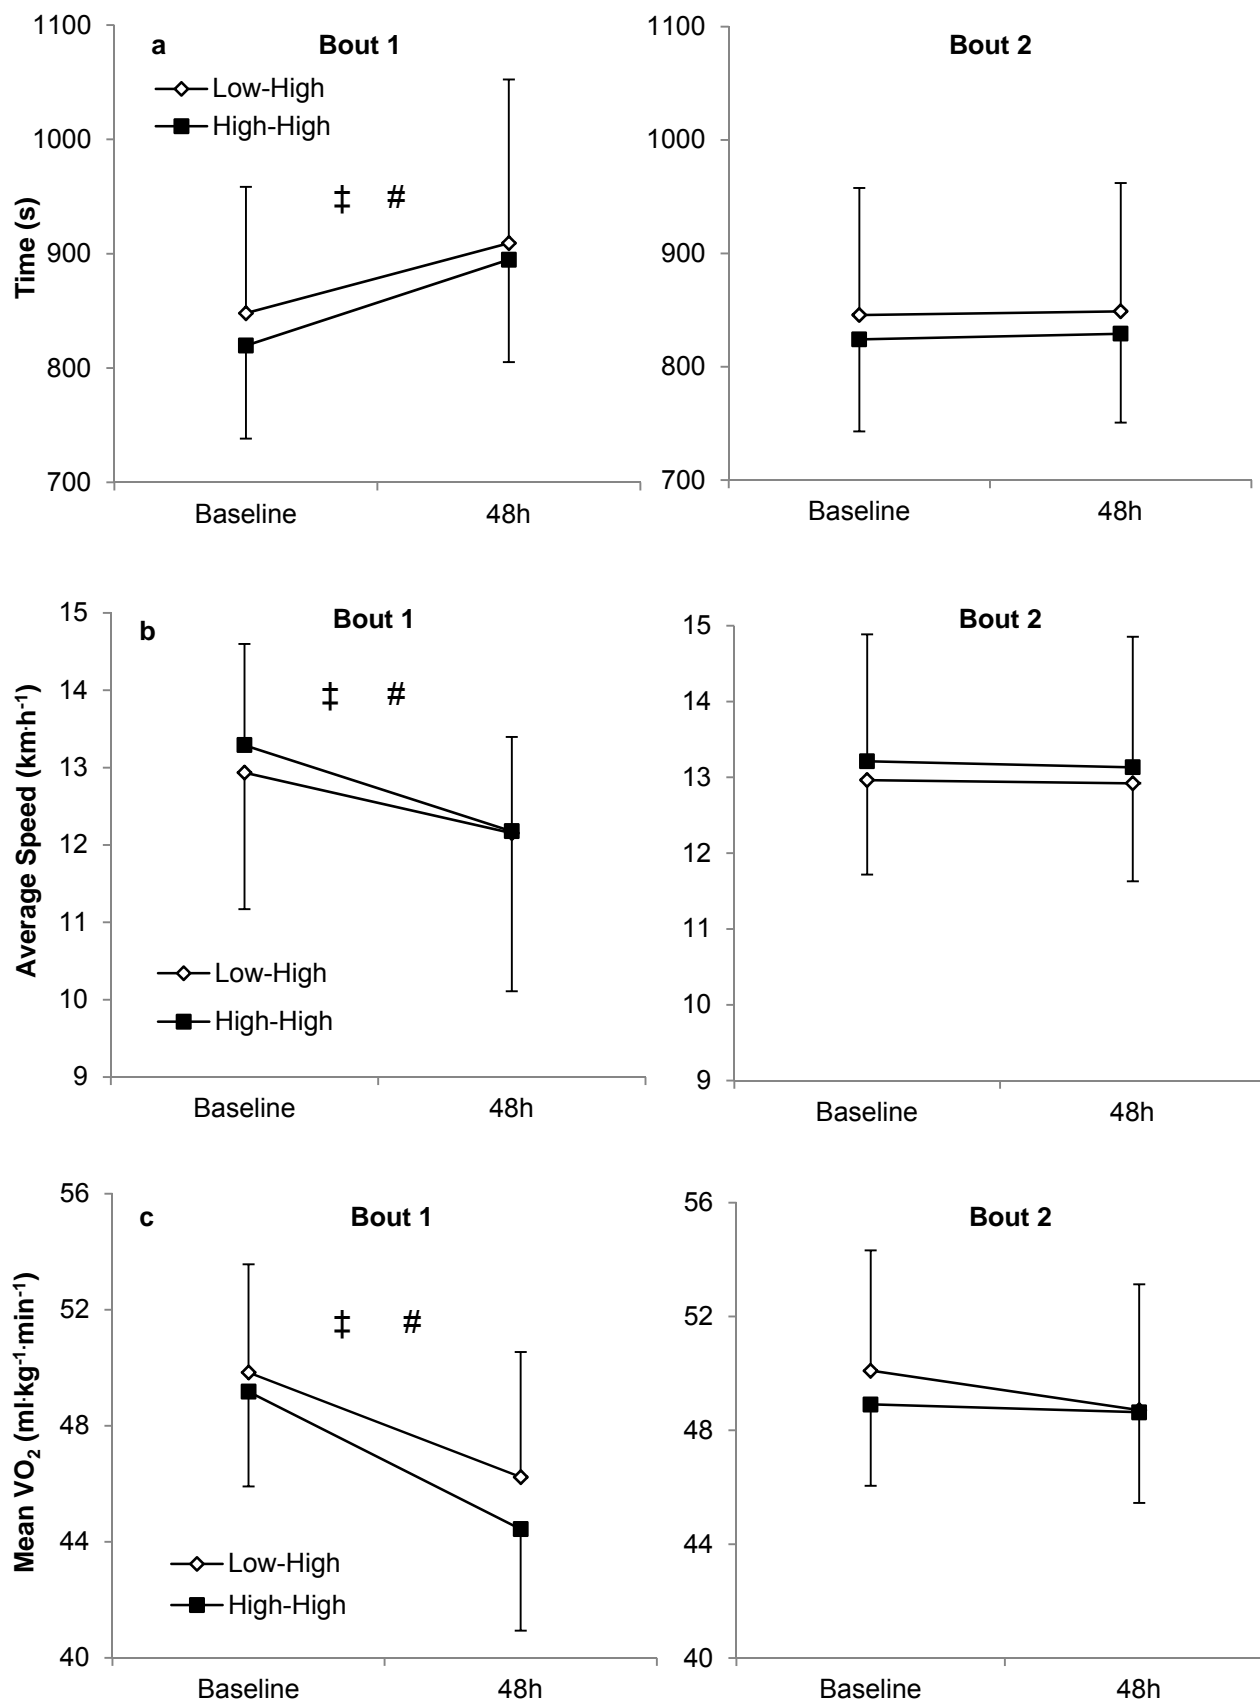 a
Bout 1
Low-High
High-High
‡ #
Time (s)
1100
1000
900
800
700
Baseline
48h
Bout 2
1100
1000
900
800
700
Baseline
48h
b
Bout 1
‡ #
Average Speed (km·h⁻¹)
15
14
13
12
11
10
9
Low-High
High-High
Baseline
48h
Bout 2
15
14
13
12
11
10
9
Baseline
48h
c
Bout 1
‡ #
Mean VO₂ (ml·kg⁻¹·min⁻¹)
56
52
48
44
40
Low-High
High-High
Baseline
48h
Bout 2
56
52
48
44
40
Baseline
48h